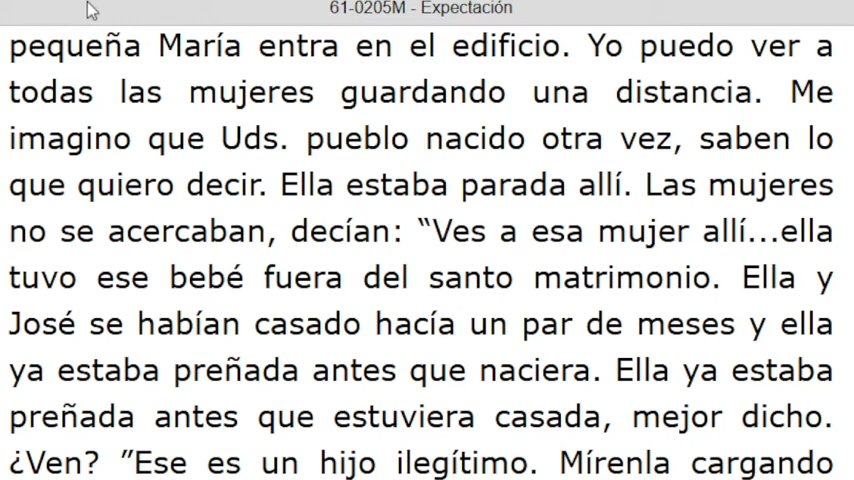 61-0205M - Expectación
pequeña María entra en el edificio. Yo puedo ver a
todas las mujeres guardando una distancia. Me
imagino que Uds. pueblo nacido otra vez, saben lo
que quiero decir. Ella estaba parada allí. Las mujeres
no se acercaban, decían: “Ves a esa mujer allí...ella
tuvo ese bebé fuera del santo matrimonio. Ella y
José se habían casado hacía un par de meses y ella
ya estaba preñada antes que naciera. Ella ya estaba
preñada antes que estuviera casada, mejor dicho.
¿Ven? ”Ese es un hijo ilegítimo. Mírenla cargando